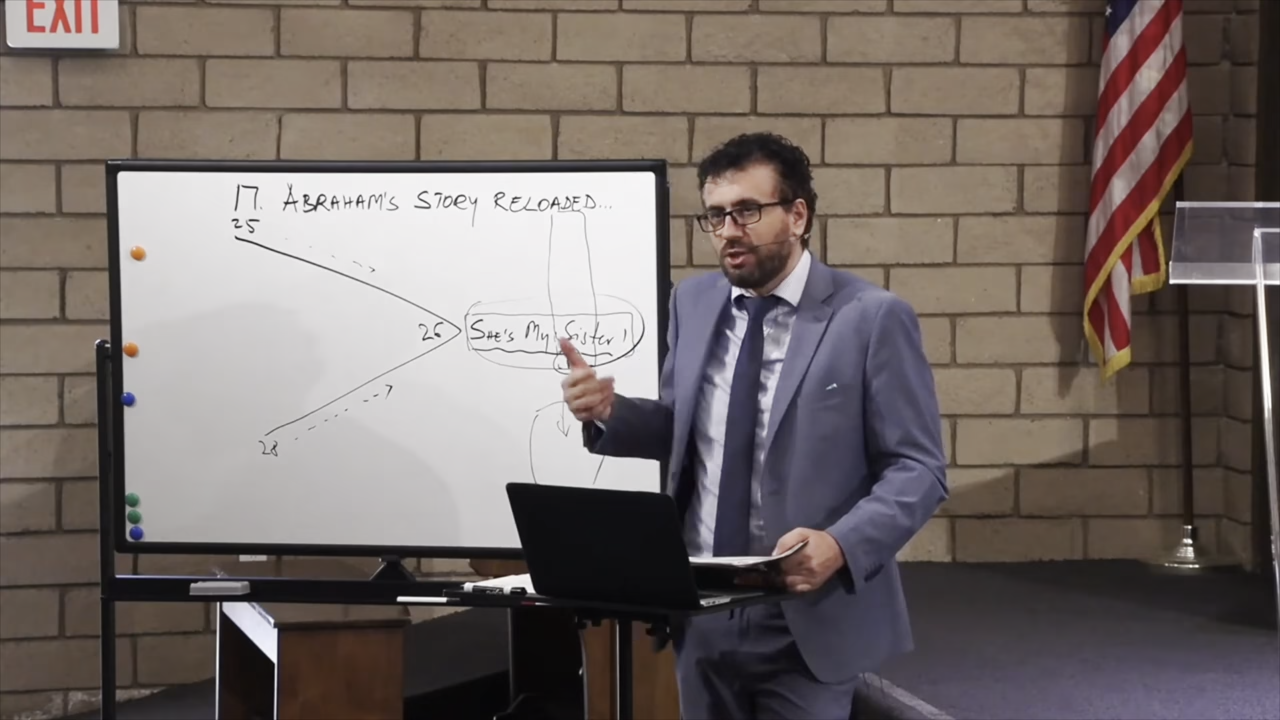 EXIT
17. ABRAHAM'S STORY RELOADED...
25
26 SHE'S My Sister!
28